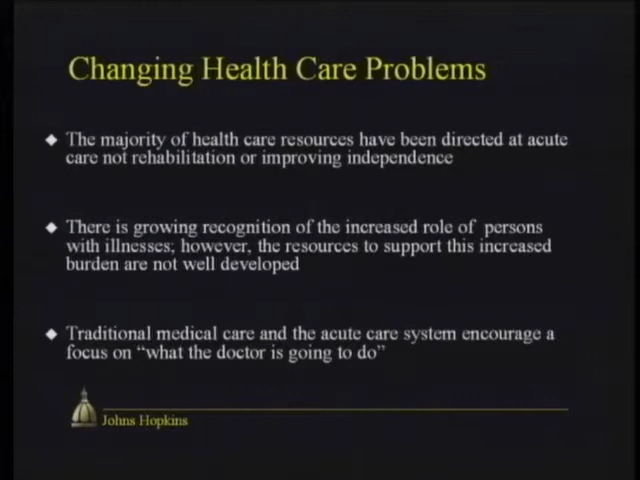 Changing Health Care Problems
The majority of health care resources have been directed at acute
care not rehabilitation or improving independence
There is growing recognition of the increased role of persons
with illnesses; however, the resources to support this increased
burden are not well developed
Traditional medical care and the acute care system encourage a
focus on “what the doctor is going to do”
Johns Hopkins